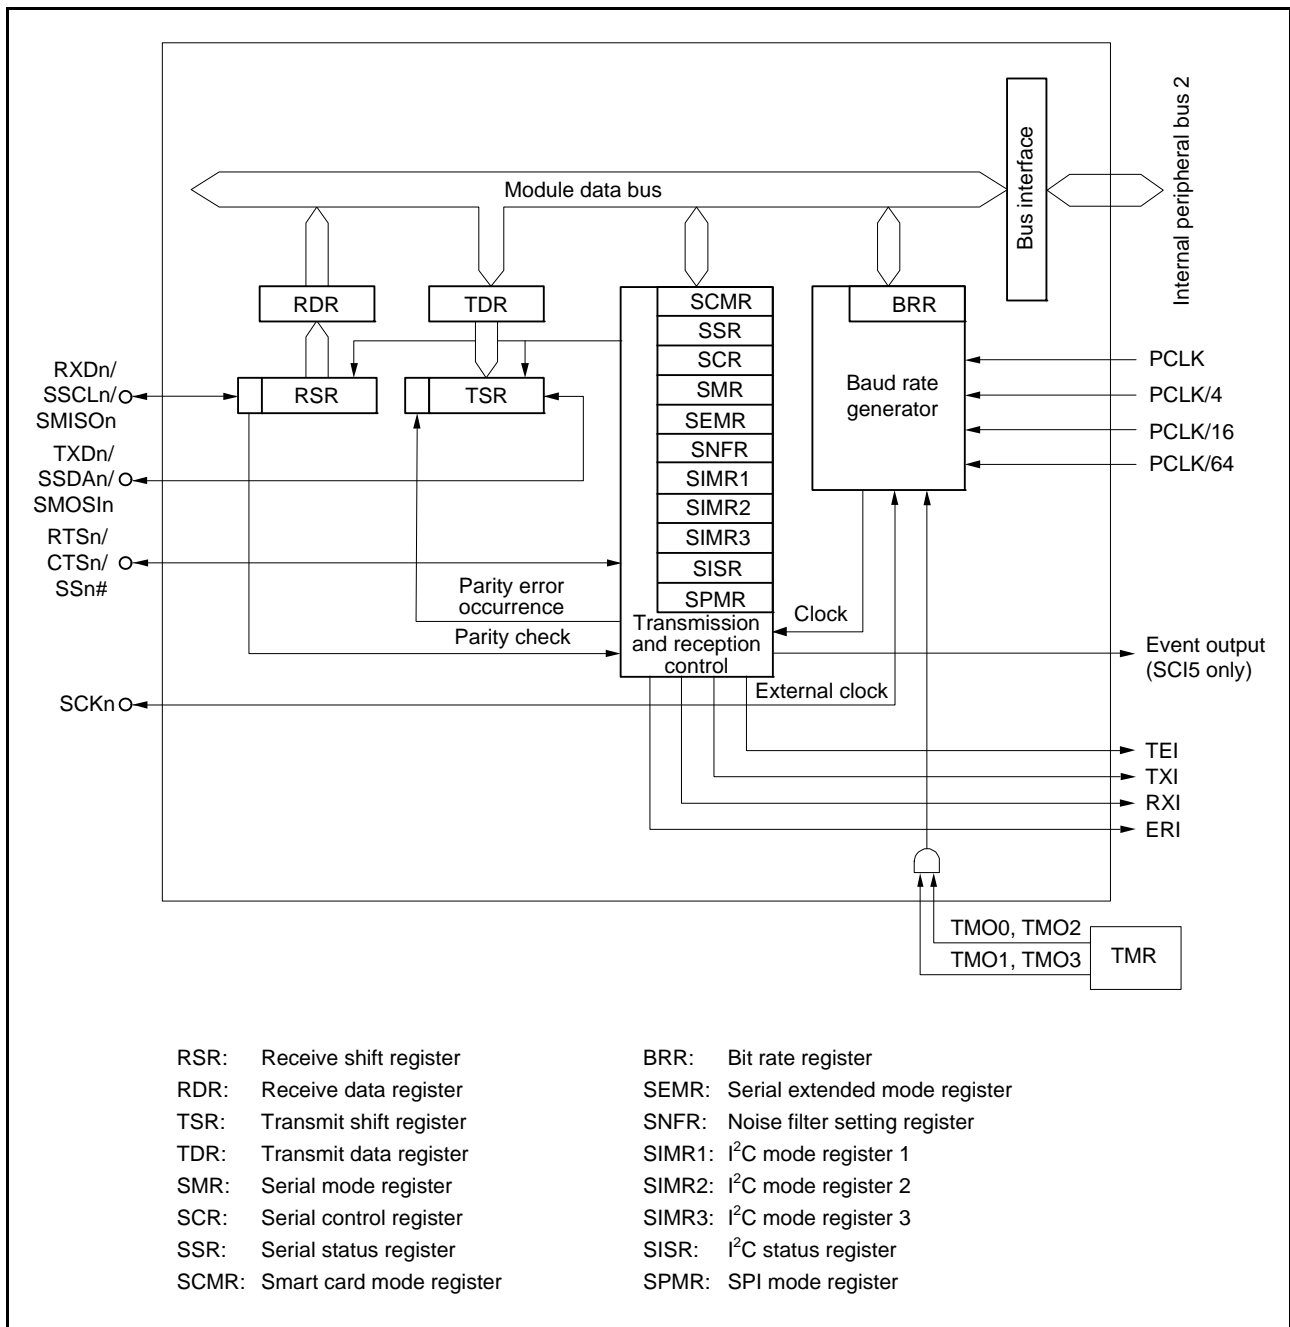 Module data bus
Bus interface
Internal peripheral bus 2
RDR
TDR
SCMR
BRR
SSR
SCR
SMR
SEMR
SNFR
SIMR1
SIMR2
SIMR3
SISR
SPMR
Transmission
and reception
control
Baud rate
generator
PCLK
PCLK/4
PCLK/16
PCLK/64
RXDn/
SSCLn/
SMISOn
RSR
TSR
TXDn/
SSDAn/
SMOSIn
RTSn/
CTSn/
SSn#
Parity error
occurrence
Parity check
Clock
Event output
(SCI5 only)
SCKn
External clock
TEI
TXI
RXI
ERI
TMO0, TMO2
TMO1, TMO3
TMR
RSR: Receive shift register
RDR: Receive data register
TSR: Transmit shift register
TDR: Transmit data register
SMR: Serial mode register
SCR: Serial control register
SSR: Serial status register
SCMR: Smart card mode register
BRR: Bit rate register
SEMR: Serial extended mode register
SNFR: Noise filter setting register
SIMR1: I²C mode register 1
SIMR2: I²C mode register 2
SIMR3: I²C mode register 3
SISR: I²C status register
SPMR: SPI mode register